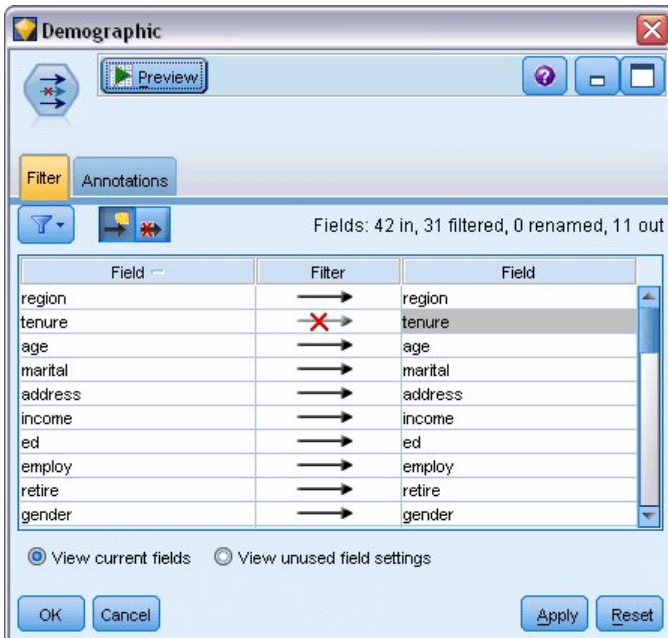 Demographic
Preview
Filter Annotations
Fields: 42 in, 31 filtered, 0 renamed, 11 out
Field Filter Field
region region
tenure tenure
age age
marital marital
address address
income income
ed ed
employ employ
retire retire
gender gender
View current fields View unused field settings
OK Cancel Apply Reset